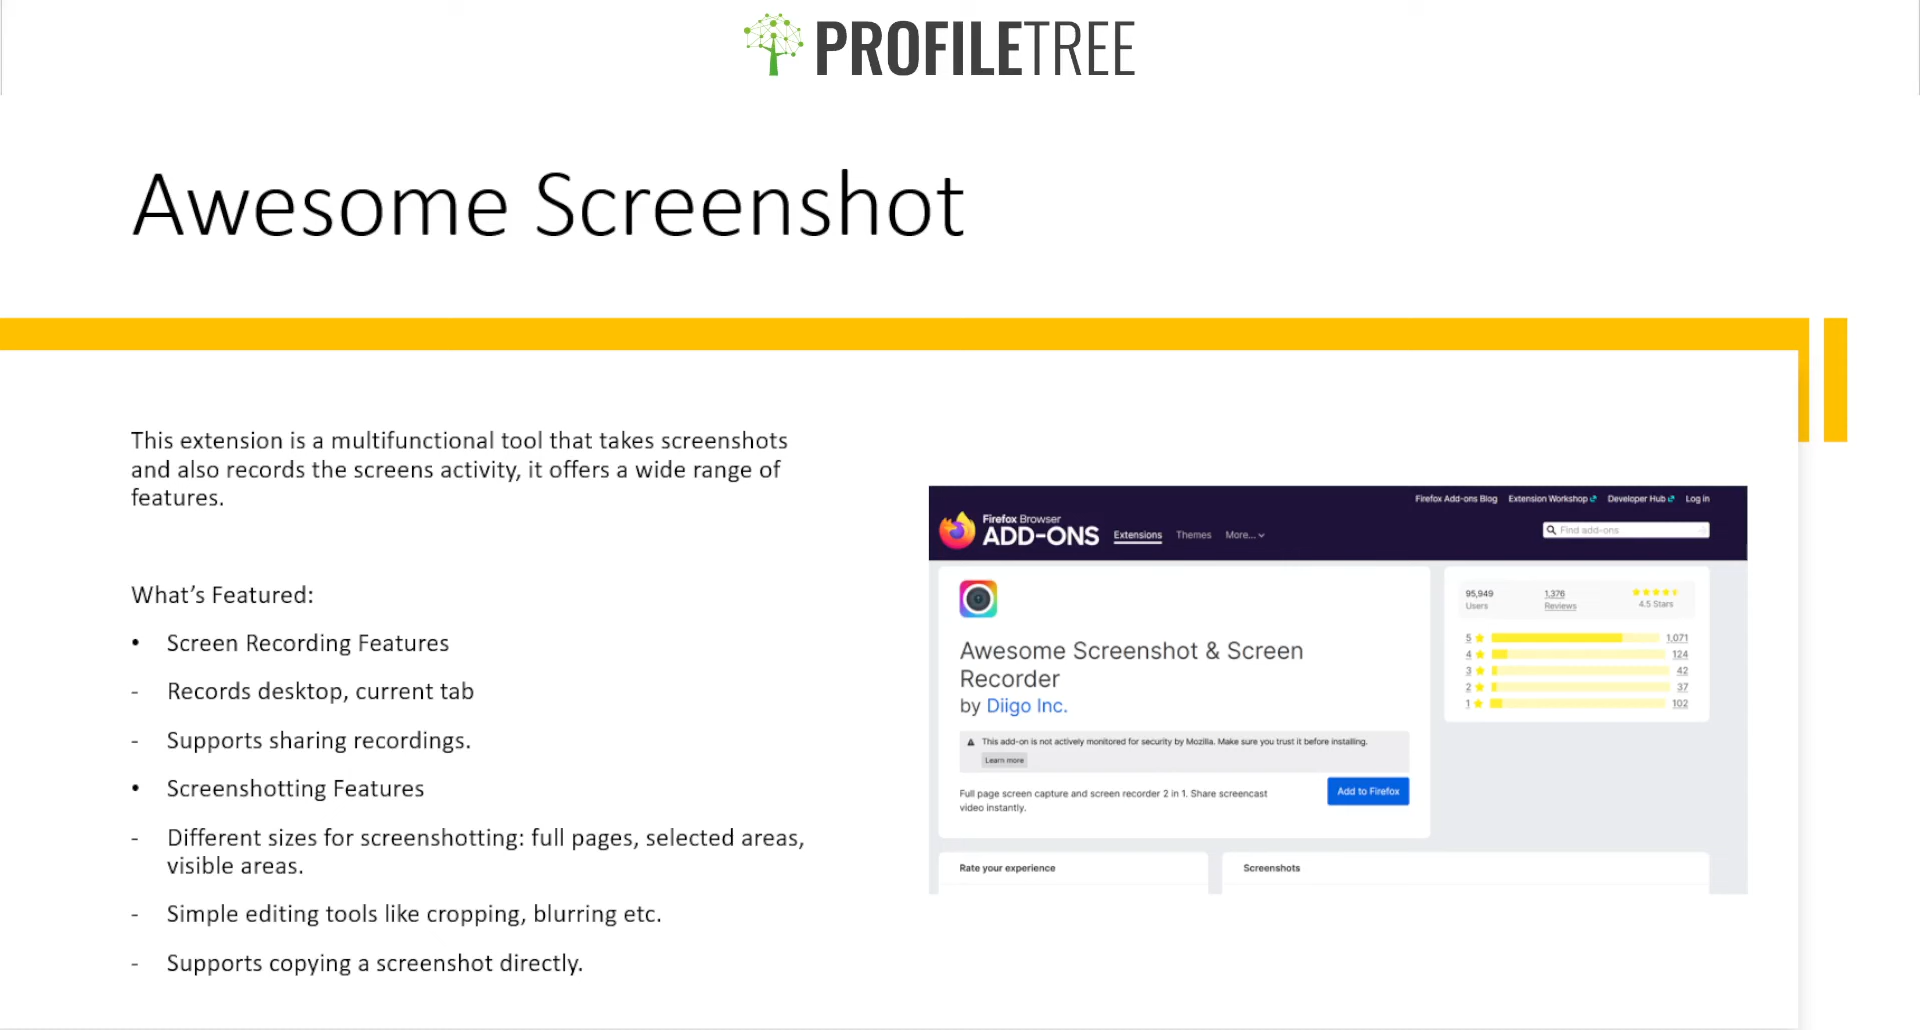 PROFILETREE
Awesome Screenshot
This extension is a multifunctional tool that takes screenshots
and also records the screens activity, it offers a wide range of
features.
What’s Featured:
• Screen Recording Features
- Records desktop, current tab
- Supports sharing recordings.
• Screenshotting Features
- Different sizes for screenshotting: full pages, selected areas,
visible areas.
- Simple editing tools like cropping, blurring etc.
- Supports copying a screenshot directly.
Firefox Add-ons Blog Extension Workshop Developer Hub Log in
Firefox Browser
ADD-ONS Extensions Themes More...
Find add-ons
Awesome Screenshot & Screen
Recorder
by Diigo Inc.
This add-on is not actively monitored for security by Mozilla. Make sure you trust it before installing.
Learn more
Full page screen capture and screen recorder 2 in 1. Share screencast
video instantly.
Add to Firefox
95,949 1,376
Users Reviews 4.5 Stars
5 1,071
4 124
3 42
2 37
1 102
Rate your experience
Screenshots